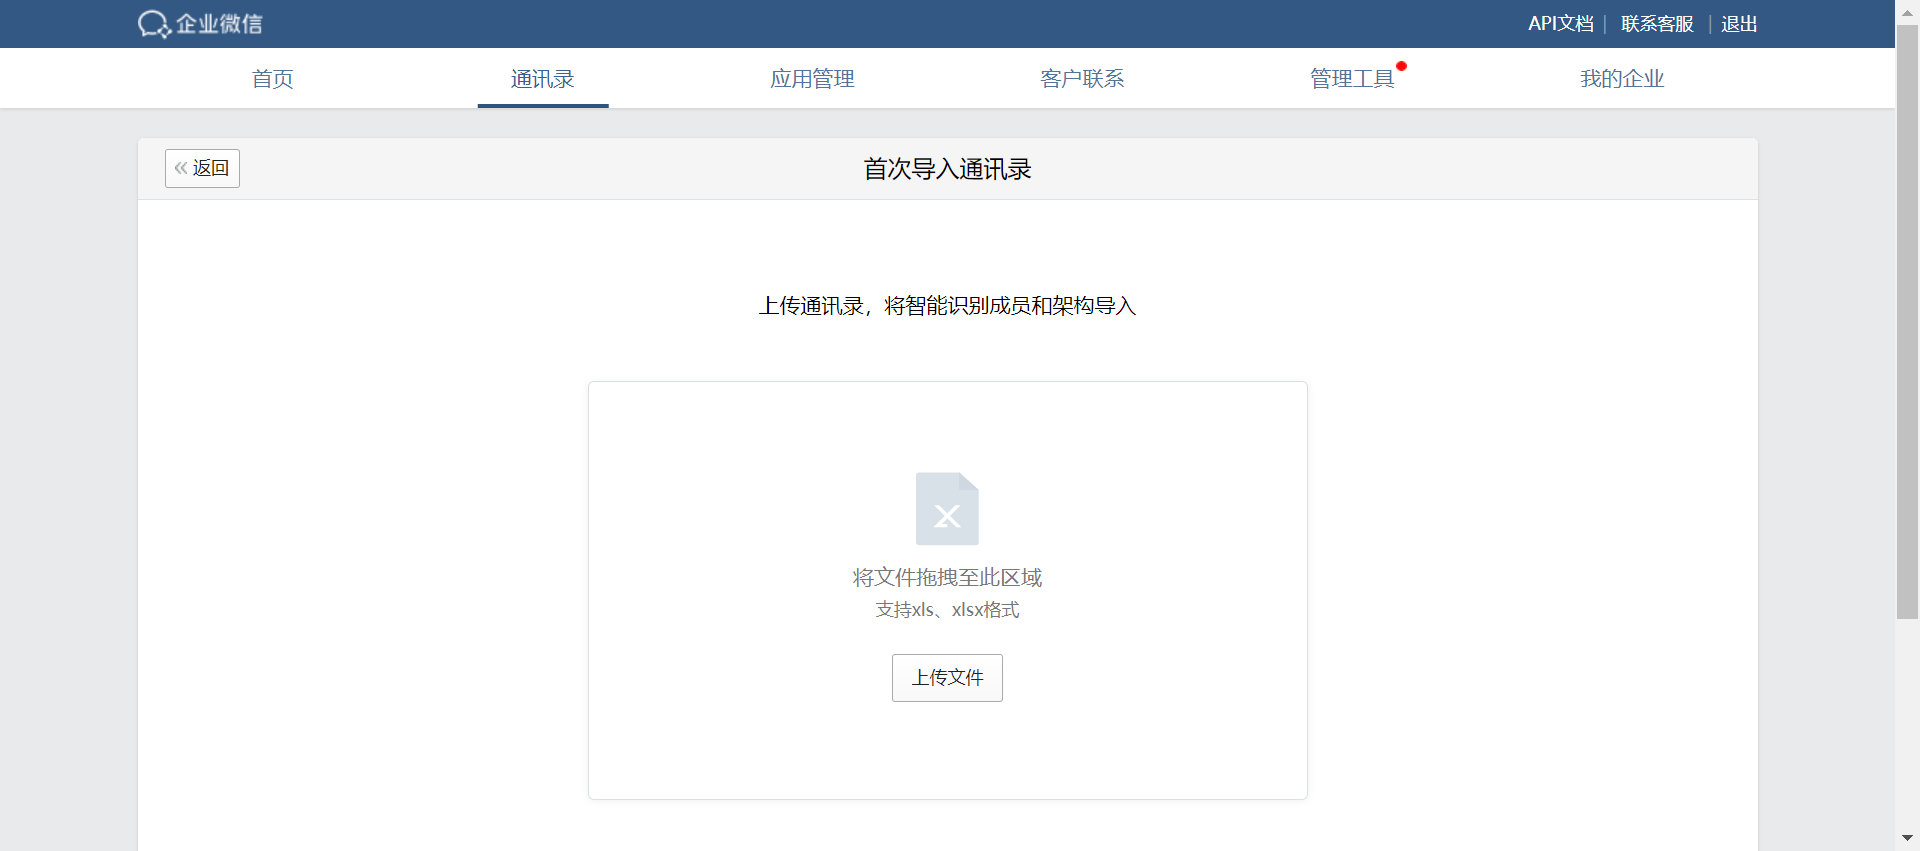 企业微信
API文档 | 联系客服 | 退出
首页 通讯录 应用管理 客户联系 管理工具 我的企业
返回
首次导入通讯录
上传通讯录，将智能识别成员和架构导入
将文件拖拽至此区域
支持xls、xlsx格式
上传文件